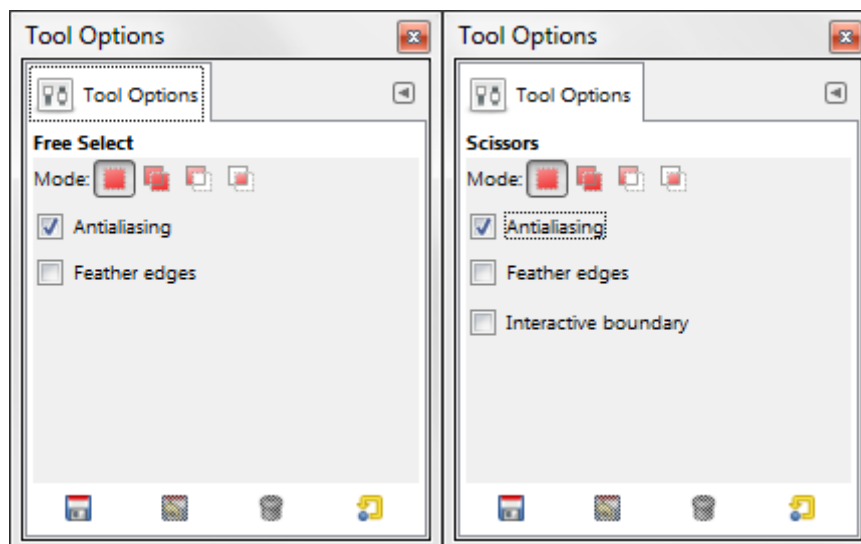 Tool Options
Tool Options
Free Select
Mode:
Antialiasing
Feather edges
Tool Options
Tool Options
Scissors
Mode:
Antialiasing
Feather edges
Interactive boundary